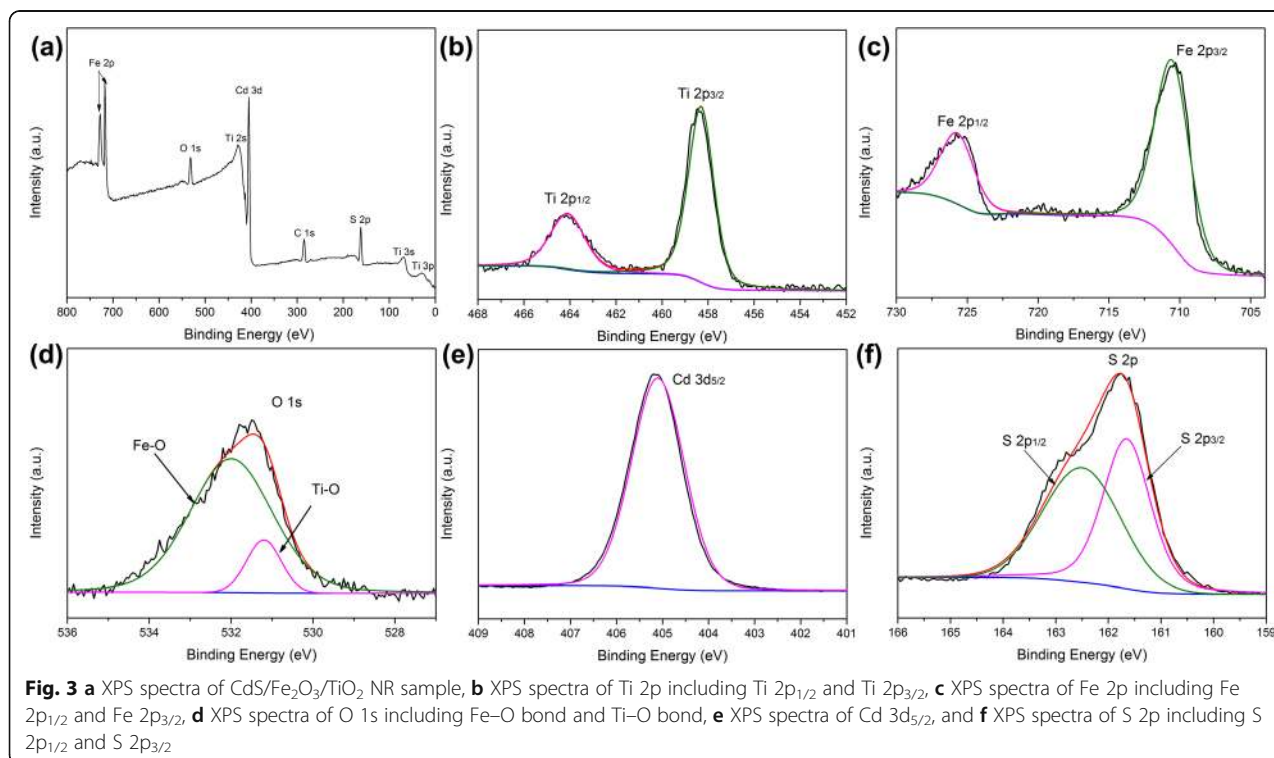 (a)
Fe 2p
Cd 3d
Ti 2s
O 1s
C 1s
S 2p
Ti 3s
Ti 3p
Intensity (a.u.)
800 700 600 500 400 300 200 100 0
Binding Energy (eV)
(b)
Ti 2p3/2
Ti 2p1/2
Intensity (a.u.)
468 466 464 462 460 458 456 454 452
Binding Energy (eV)
(c)
Fe 2p3/2
Fe 2p1/2
Intensity (a.u.)
730 725 720 715 710 705
Binding Energy (eV)
(d)
O 1s
Fe-O
Ti-O
Intensity (a.u.)
536 534 532 530 528
Binding Energy (eV)
(e)
Cd 3d5/2
Intensity (a.u.)
409 408 407 406 405 404 403 402 401
Binding Energy (eV)
(f)
S 2p
S 2p1/2
S 2p3/2
Intensity (a.u.)
166 165 164 163 162 161 160 159
Binding Energy (eV)
Fig. 3 a XPS spectra of CdS/Fe2O3/TiO2 NR sample, b XPS spectra of Ti 2p including Ti 2p1/2 and Ti 2p3/2, c XPS spectra of Fe 2p including Fe
2p1/2 and Fe 2p3/2, d XPS spectra of O 1s including Fe–O bond and Ti–O bond, e XPS spectra of Cd 3d5/2, and f XPS spectra of S 2p including S
2p1/2 and S 2p3/2